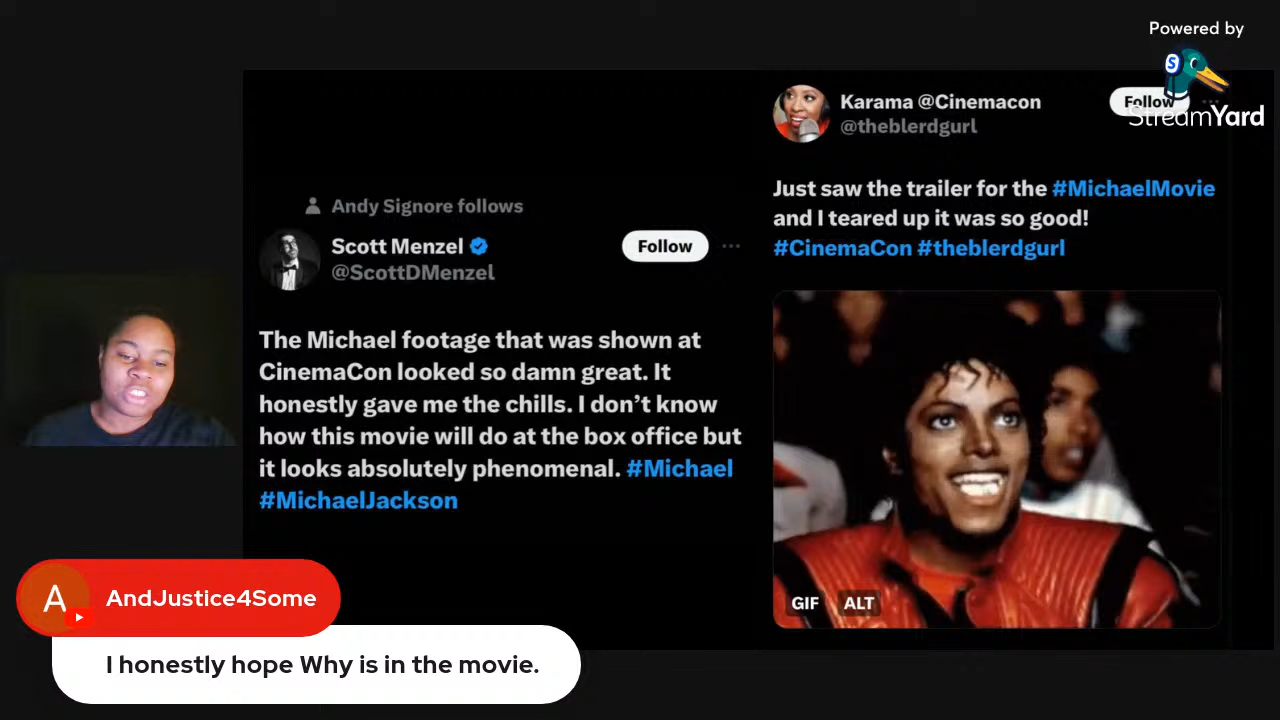 Powered by
StreamYard
Andy Signore follows
Scott Menzel
@ScottDMenzel
Follow
The Michael footage that was shown at
CinemaCon looked so damn great. It
honestly gave me the chills. I don’t know
how this movie will do at the box office but
it looks absolutely phenomenal. #Michael
#MichaelJackson
Karama @Cinemacon
@theblerdgurl
Follow
Just saw the trailer for the #MichaelMovie
and I teared up it was so good!
#CinemaCon #theblerdgurl
GIF ALT
A
AndJustice4Some
I honestly hope Why is in the movie.